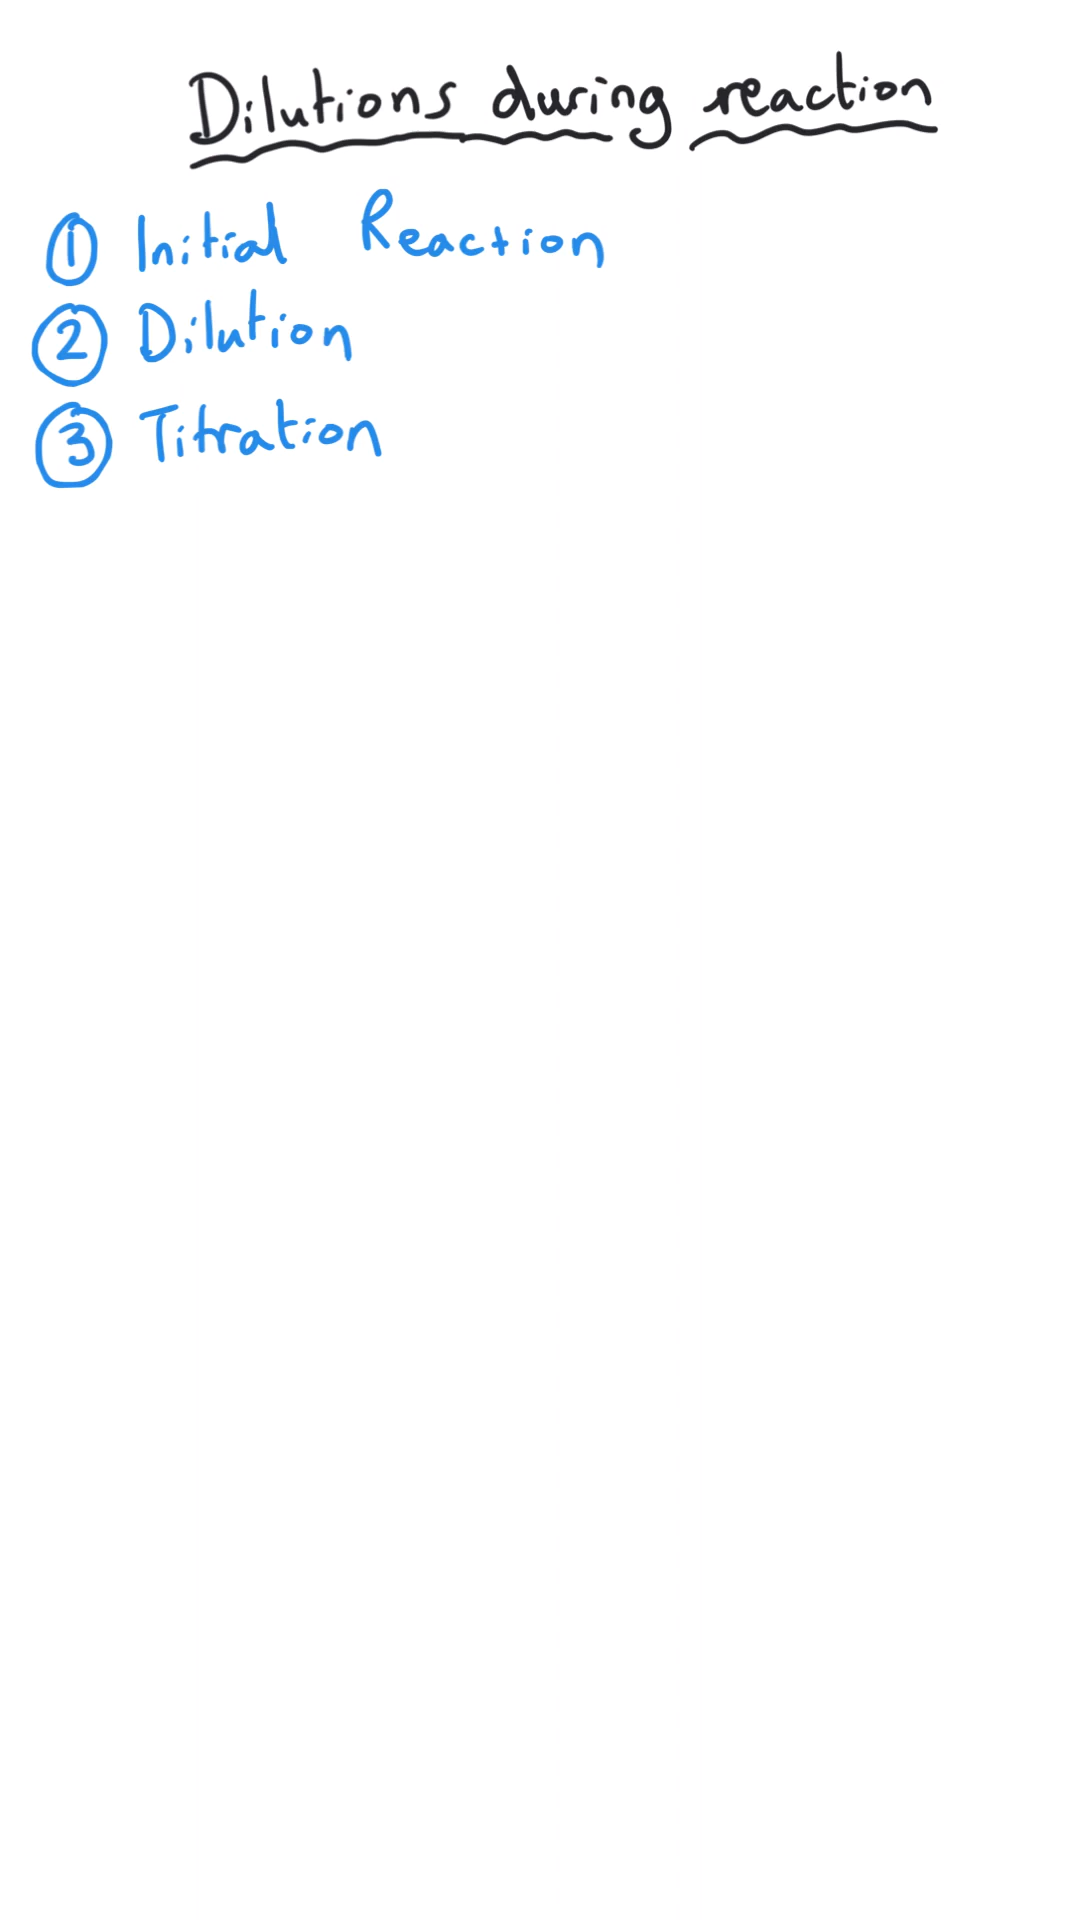 Dilutions during reaction
① Initial Reaction
② Dilution
③ Titration